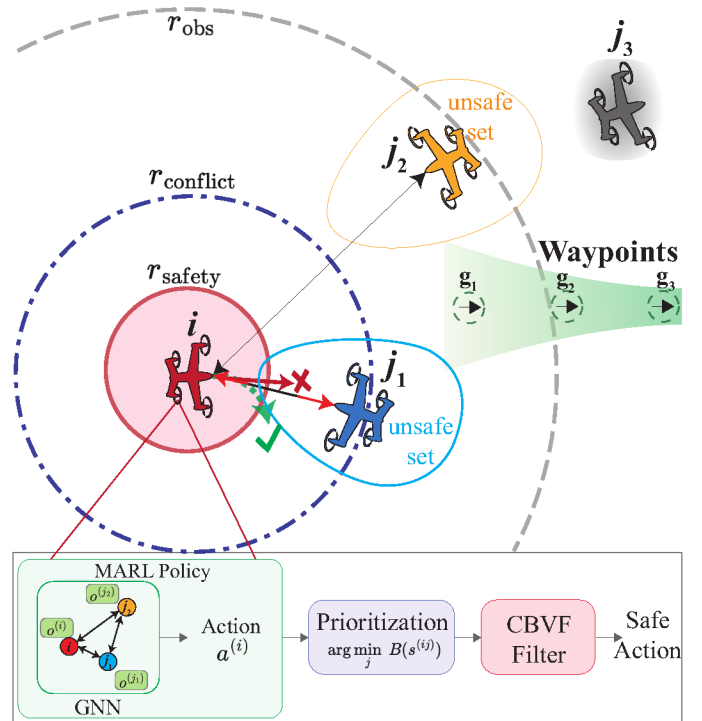 r_obs
j_3
unsafe
set
j_2
r_conflict
Waypoints
g_1
g_2
g_3
r_safety
i
j_1
unsafe
set
MARL Policy
o^(j_2)
j_2
o^(i)
i
j_1
o^(j_1)
GNN
Action
a^(i)
Prioritization
arg min_j B(s^(ij))
CBVF
Filter
Safe
Action